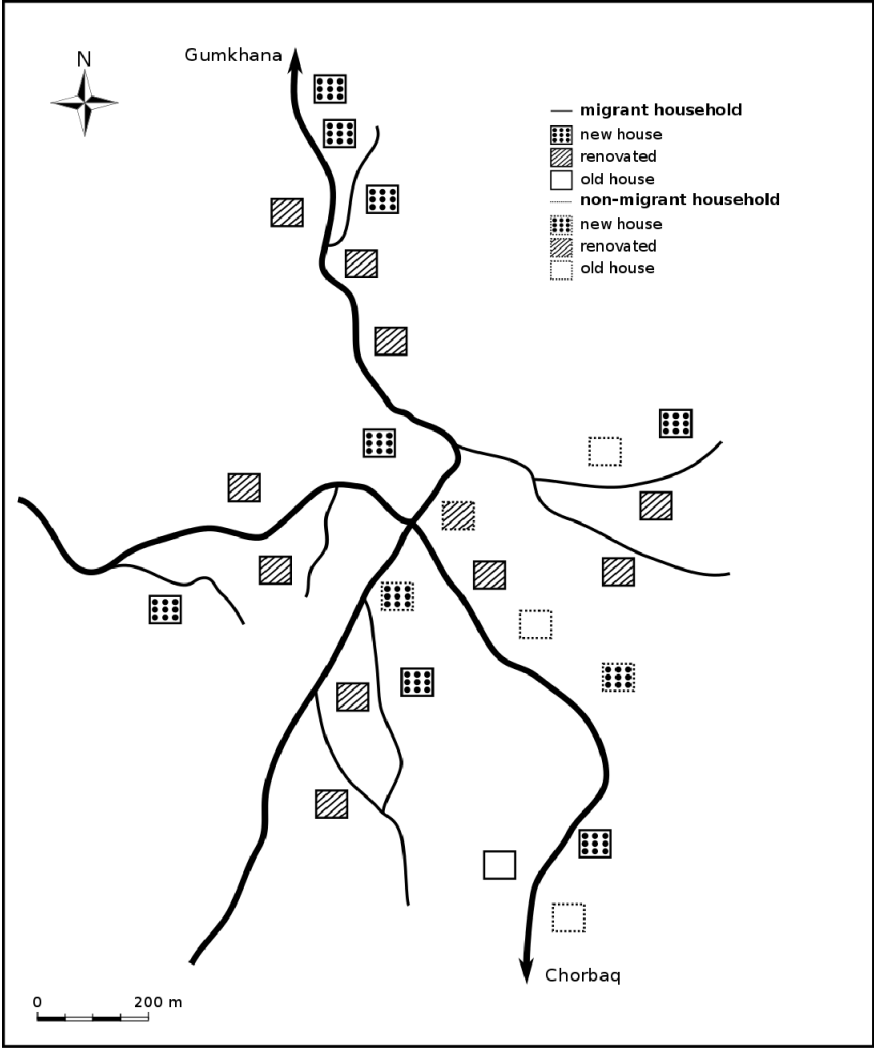 Gumkhana
N
migrant household
new house
renovated
old house
non-migrant household
new house
renovated
old house
Chorbaq
0 200 m